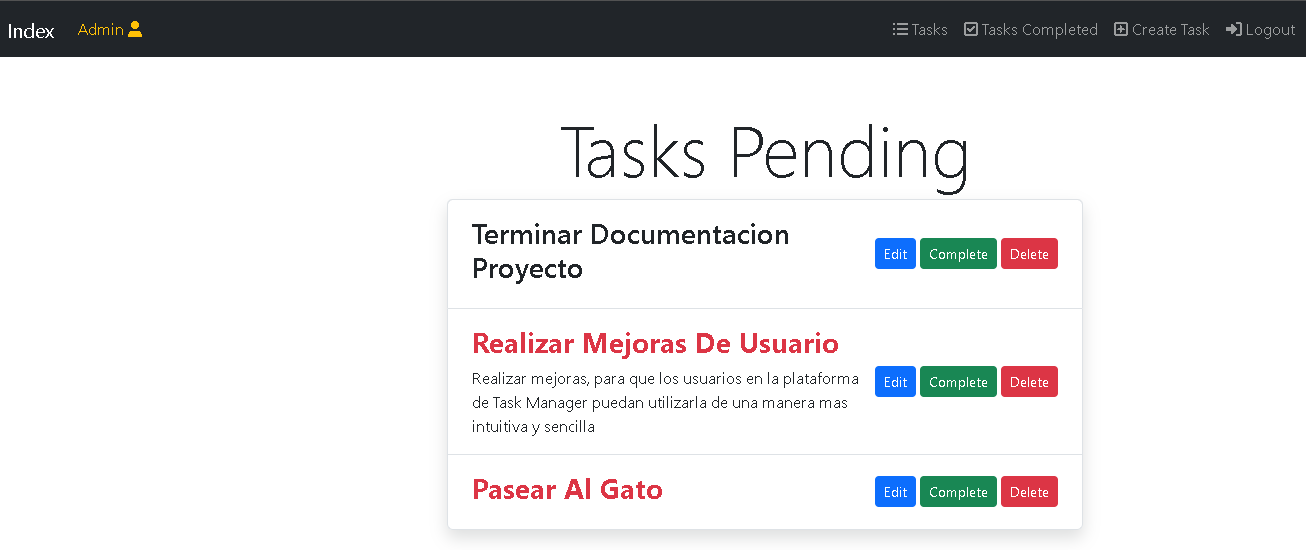 Index Admin Tasks Tasks Completed Create Task Logout
Tasks Pending
Terminar Documentacion
Proyecto
Edit Complete Delete
Realizar Mejoras De Usuario
Realizar mejoras, para que los usuarios en la plataforma
de Task Manager puedan utilizarla de una manera mas
intuitiva y sencilla
Edit Complete Delete
Pasear Al Gato
Edit Complete Delete